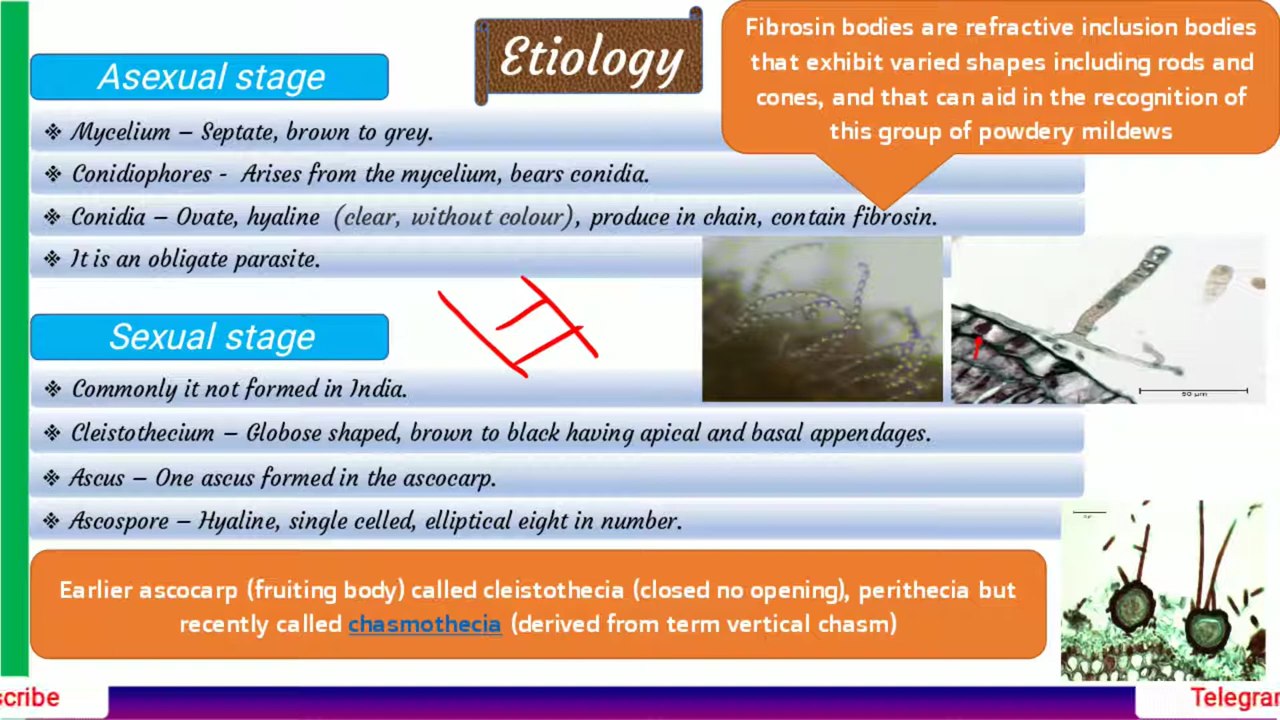 Etiology
Fibrosin bodies are refractive inclusion bodies
that exhibit varied shapes including rods and
cones, and that can aid in the recognition of
this group of powdery mildews
Asexual stage
❖ Mycelium – Septate, brown to grey.
❖ Conidiophores - Arises from the mycelium, bears conidia.
❖ Conidia – Ovate, hyaline (clear, without colour), produce in chain, contain fibrosin.
❖ It is an obligate parasite.
50 µm
Sexual stage
❖ Commonly it not formed in India.
❖ Cleistothecium – Globose shaped, brown to black having apical and basal appendages.
❖ Ascus – One ascus formed in the ascocarp.
❖ Ascospore – Hyaline, single celled, elliptical eight in number.
Earlier ascocarp (fruiting body) called cleistothecia (closed no opening), perithecia but
recently called chasmothecia (derived from term vertical chasm)
scribe
Telegrar